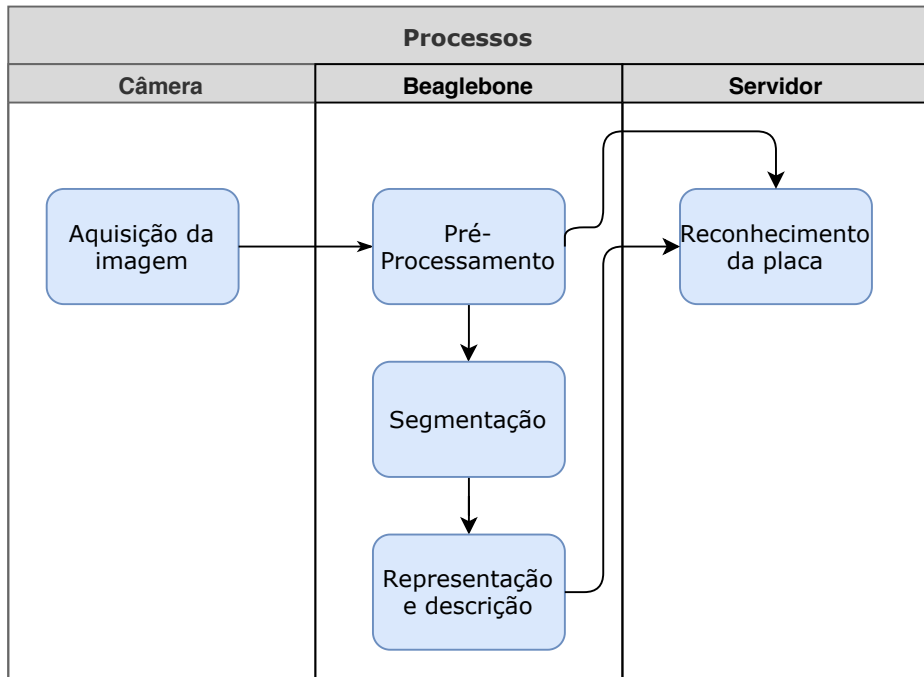 Processos
Câmera
Beaglebone
Servidor
Aquisição da
imagem
Pré-
Processamento
Reconhecimento
da placa
Segmentação
Representação
e descrição